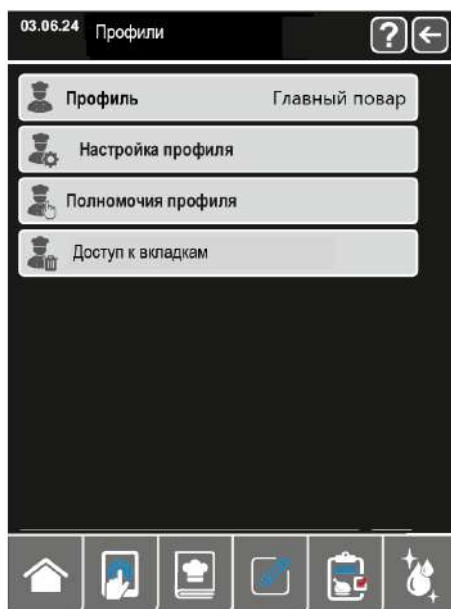 03.06.24 Профили ?
Профиль Главный повар
Настройка профиля
Полномочия профиля
Доступ к вкладкам